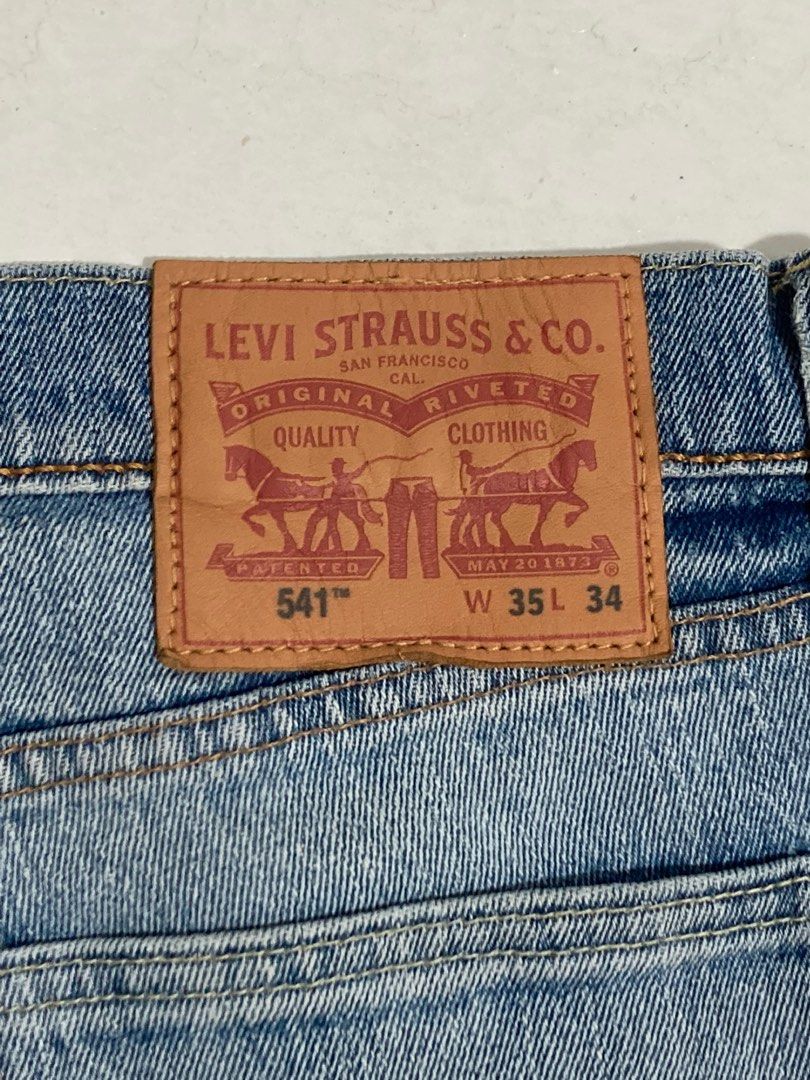 LEVI STRAUSS & CO.
SAN FRANCISCO
CAL.
ORIGINAL RIVETED
QUALITY CLOTHING
PATENTED MAY 20 1873 ®
541™ W 35 L 34